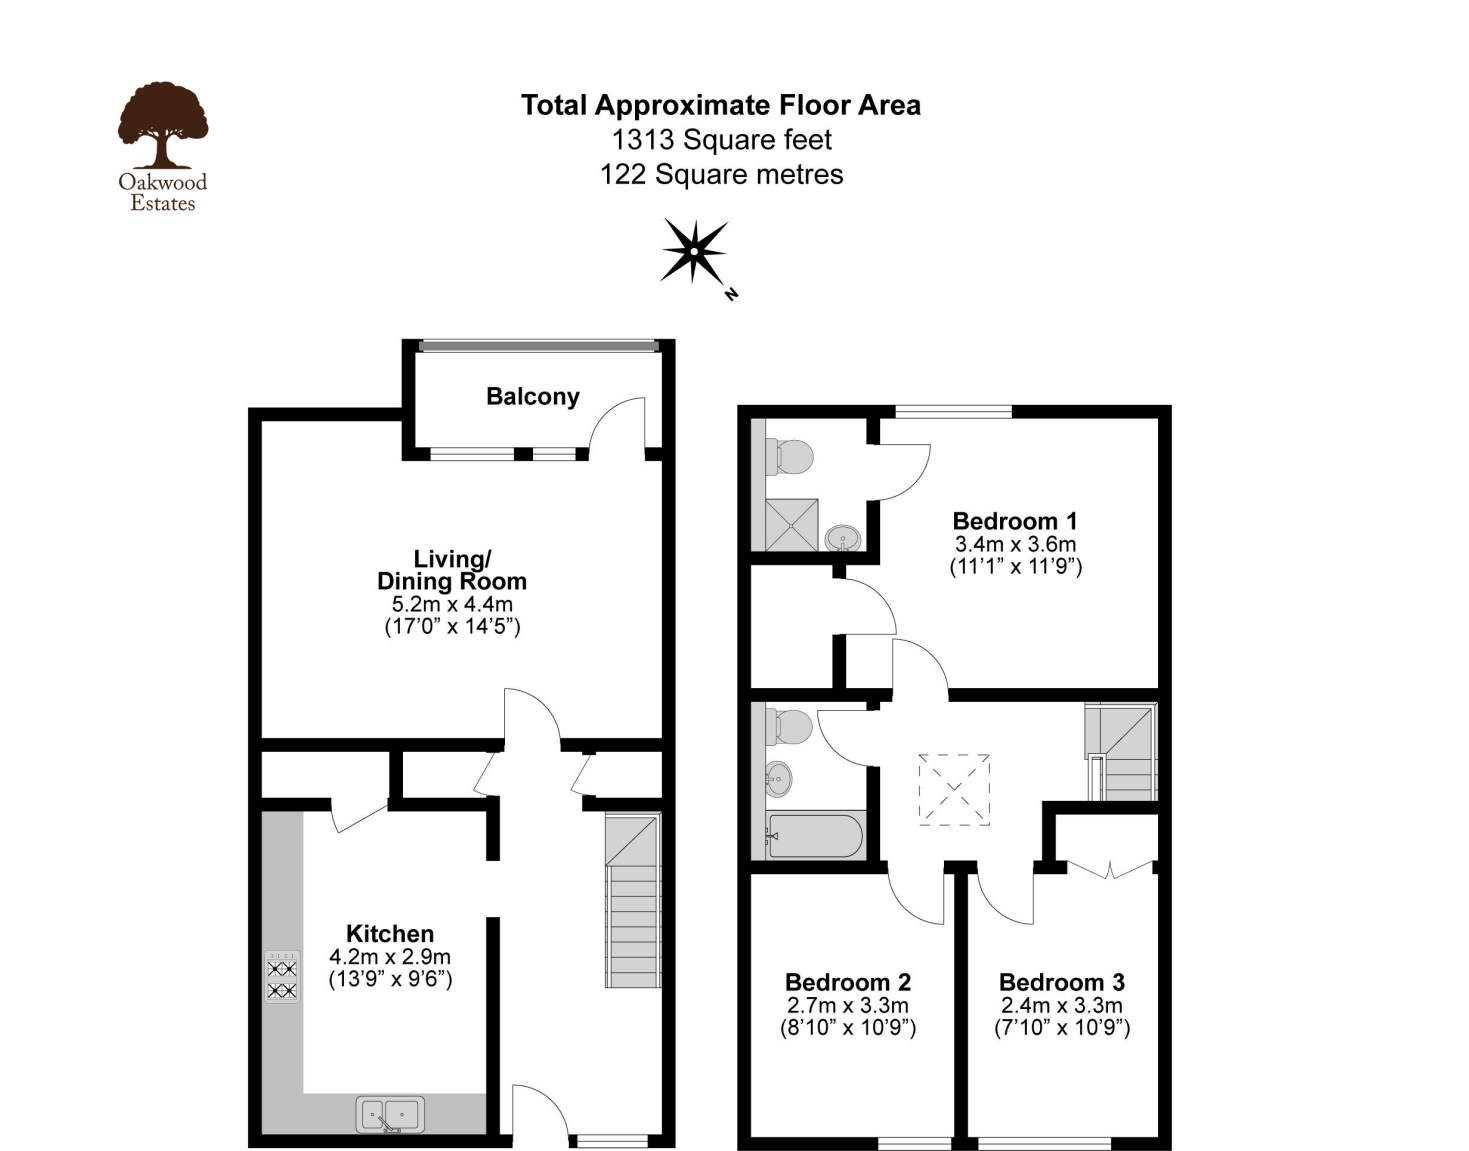 Oakwood
Estates
Total Approximate Floor Area
1313 Square feet
122 Square metres
N
Balcony
Living/
Dining Room
5.2m x 4.4m
(17'0" x 14'5")
Kitchen
4.2m x 2.9m
(13'9" x 9'6")
Bedroom 1
3.4m x 3.6m
(11'1" x 11'9")
Bedroom 2
2.7m x 3.3m
(8'10" x 10'9")
Bedroom 3
2.4m x 3.3m
(7'10" x 10'9")